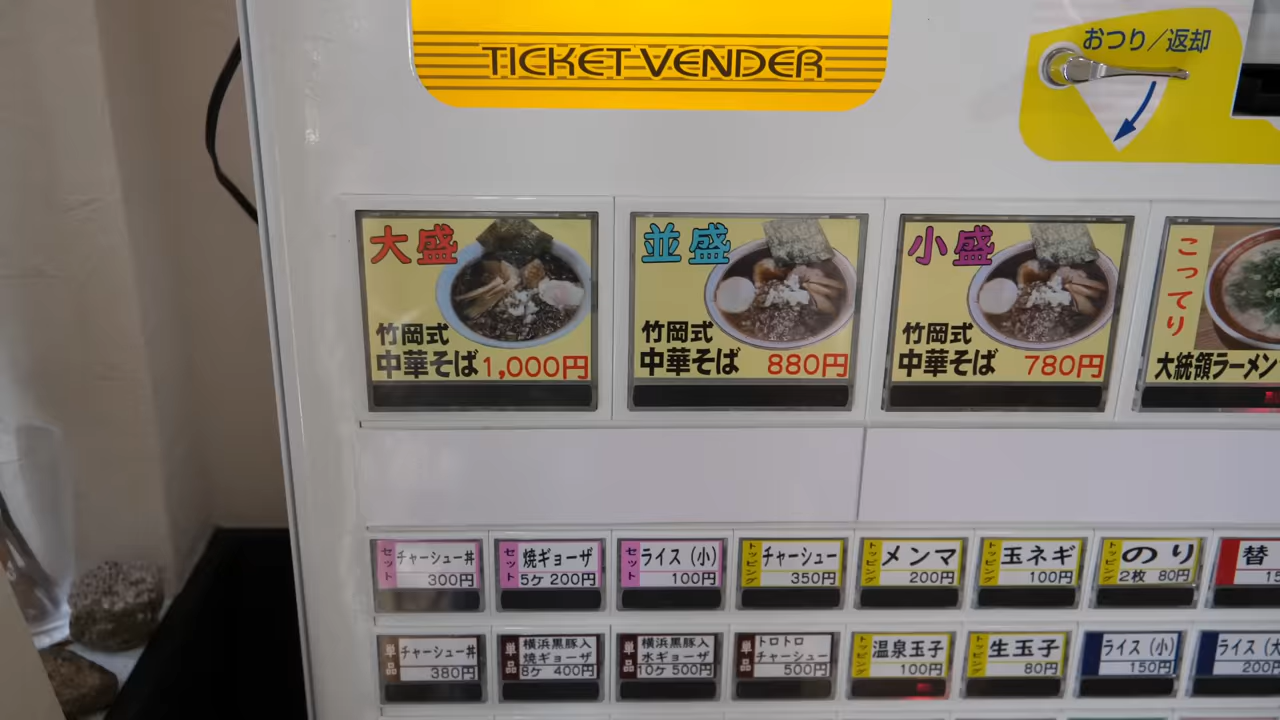 TICKET VENDER
おつり/返却
大盛
竹岡式
中華そば 1,000円
並盛
竹岡式
中華そば 880円
小盛
竹岡式
中華そば 780円
こってり
大統領ラーメン
セット チャーシュー丼
300円
セット 焼ギョーザ
5ケ 200円
セット ライス(小)
100円
トッピング チャーシュー
350円
トッピング メンマ
200円
トッピング 玉ネギ
100円
トッピング のり
2枚 80円
替
単品 チャーシュー丼
380円
単品 横浜黒豚入
焼ギョーザ
8ケ 400円
単品 横浜黒豚入
水ギョーザ
10ケ 500円
単品 トロトロ
チャーシュー
500円
トッピング 温泉玉子
100円
トッピング 生玉子
80円
ライス(小)
150円
ライス
200